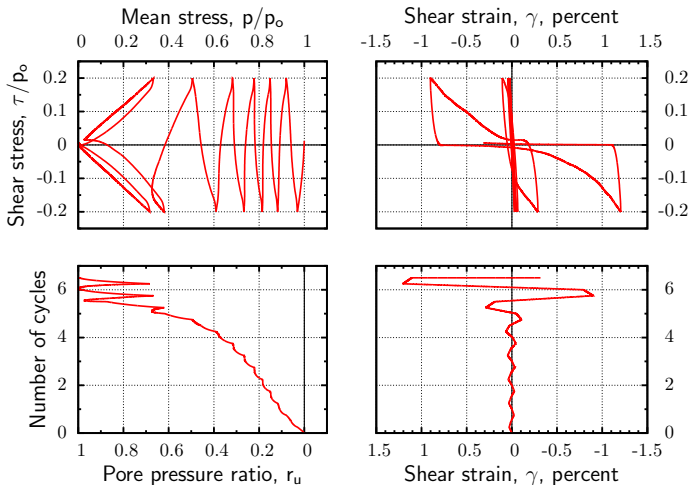 Mean stress, p/pₒ
Shear strain, γ, percent
0 0.2 0.4 0.6 0.8 1
-1.5 -1 -0.5 0 0.5 1 1.5
Shear stress, τ/pₒ
0.2
0.1
0
-0.1
-0.2
0.2
0.1
0
-0.1
-0.2
Number of cycles
6
4
2
0
6
4
2
0
1 0.8 0.6 0.4 0.2 0
1.5 1 0.5 0 -0.5 -1 -1.5
Pore pressure ratio, rᵤ
Shear strain, γ, percent